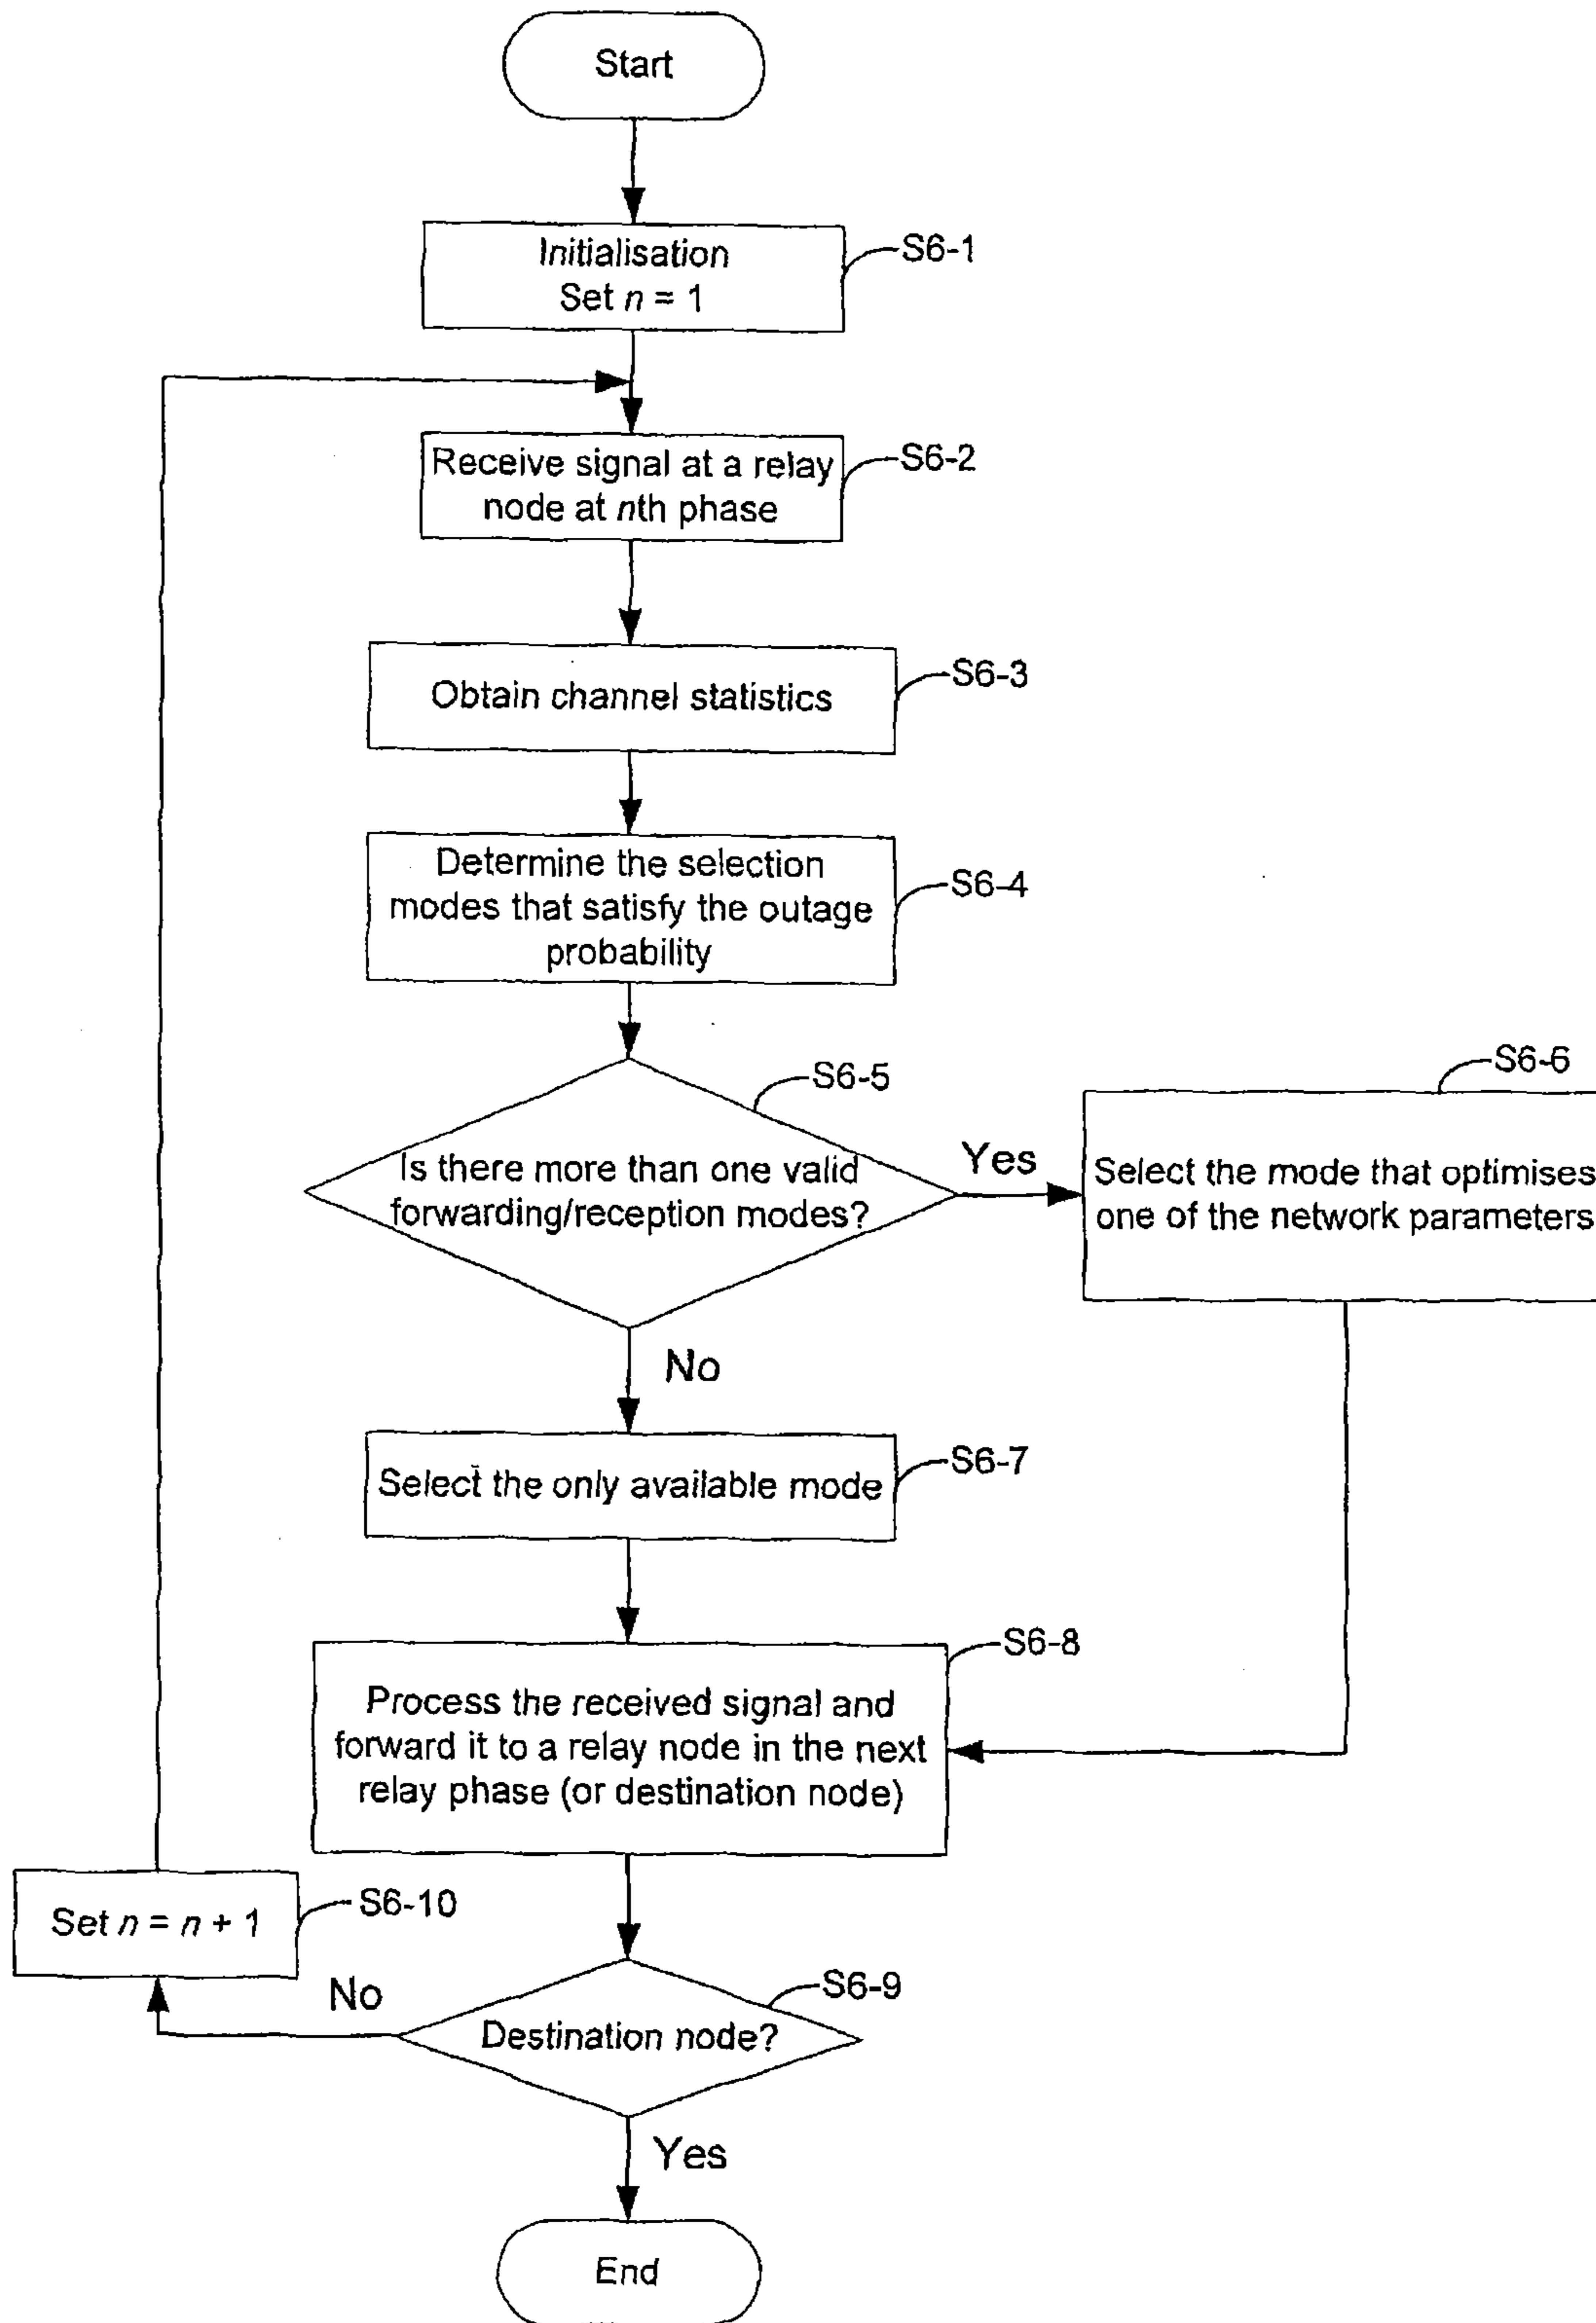 Start
Initialisation
Set n = 1
S6-1
Receive signal at a relay
node at nth phase
S6-2
Obtain channel statistics
S6-3
Determine the selection
modes that satisfy the outage
probability
S6-4
Is there more than one valid
forwarding/reception modes?
S6-5
Yes
Select the mode that optimises
one of the network parameters
S6-6
No
Select the only available mode
S6-7
Process the received signal and
forward it to a relay node in the next
relay phase (or destination node)
S6-8
Set n = n + 1
S6-10
No
Destination node?
S6-9
Yes
End